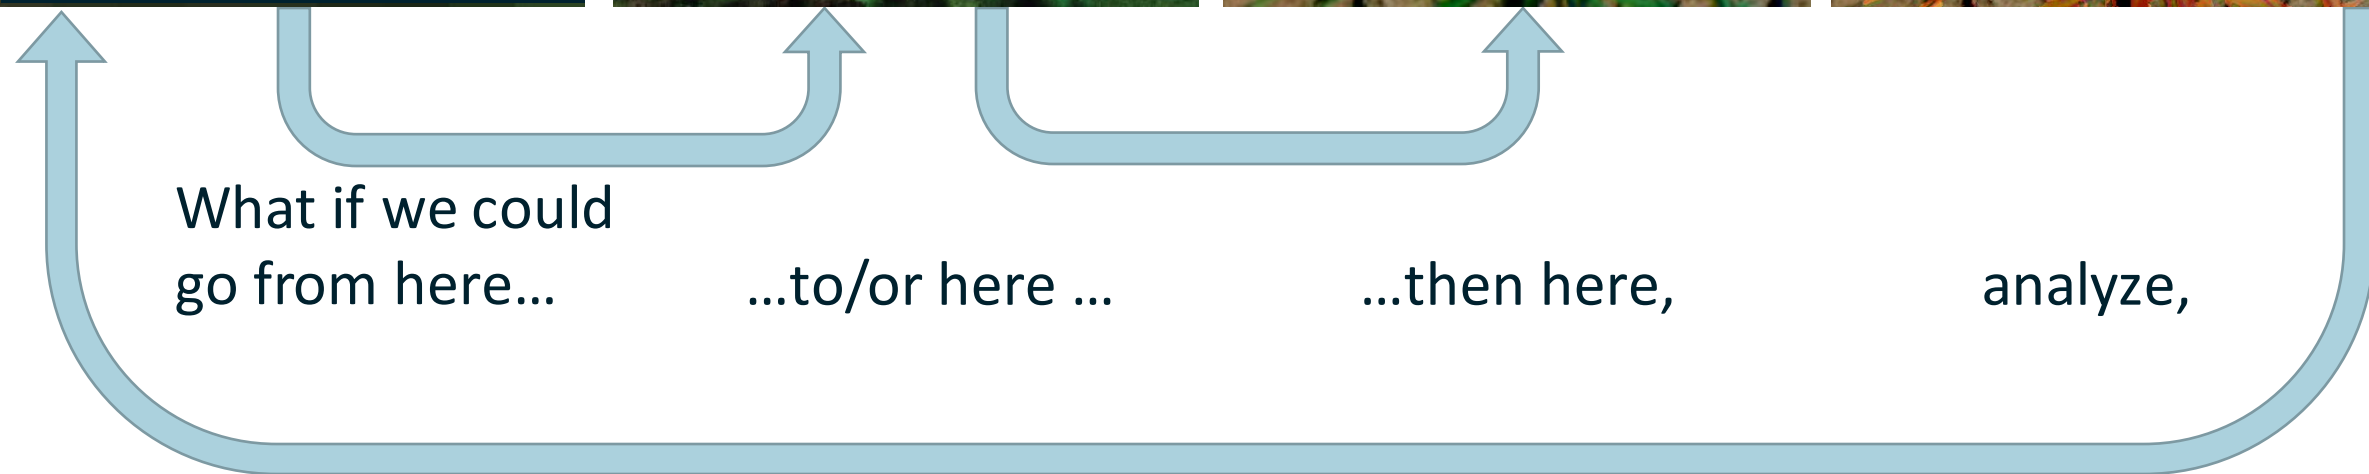 What if we could
go from here…
…to/or here …
…then here,
analyze,